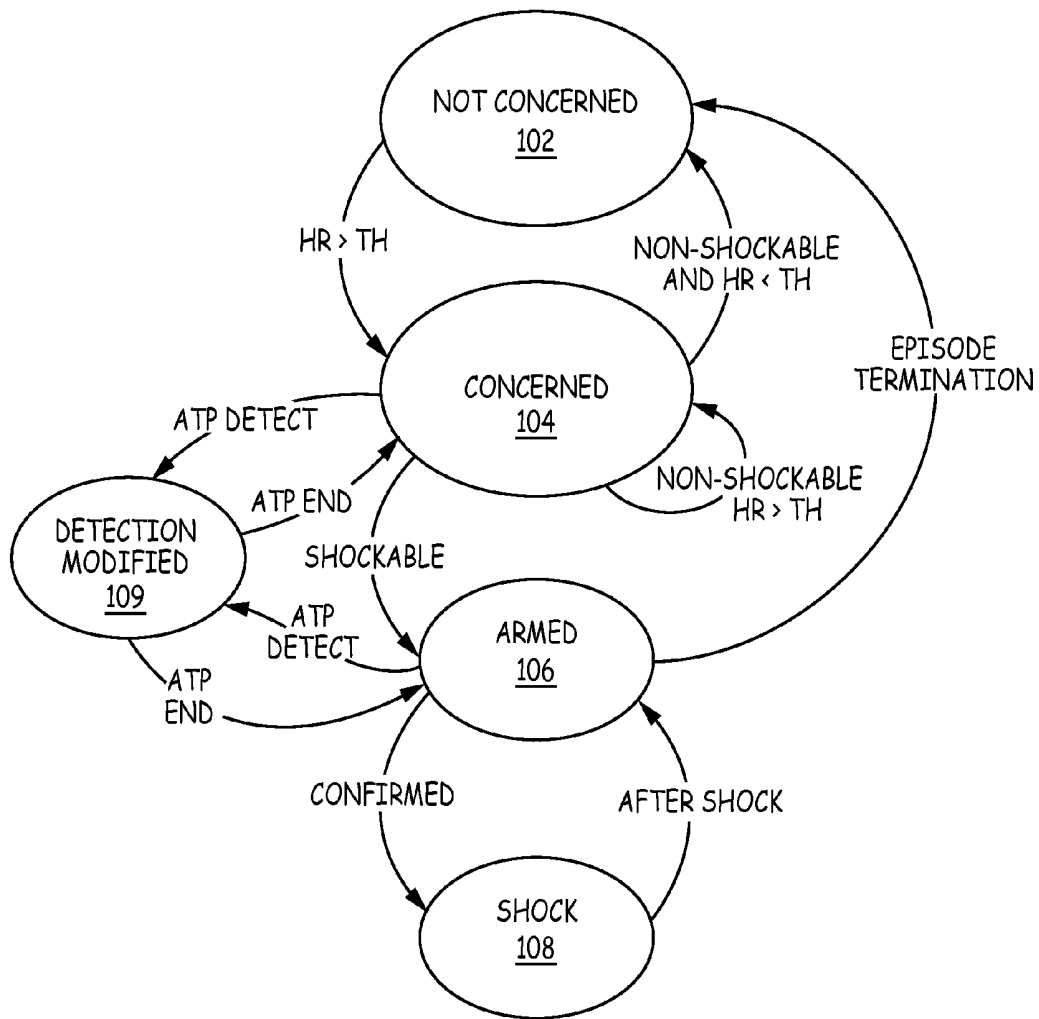 NOT CONCERNED
102
HR > TH
NON-SHOCKABLE
AND HR < TH
EPISODE
TERMINATION
CONCERNED
104
ATP DETECT
NON-SHOCKABLE
HR > TH
ATP END
DETECTION
MODIFIED
109
SHOCKABLE
ATP
DETECT
ARMED
106
ATP
END
CONFIRMED
AFTER SHOCK
SHOCK
108